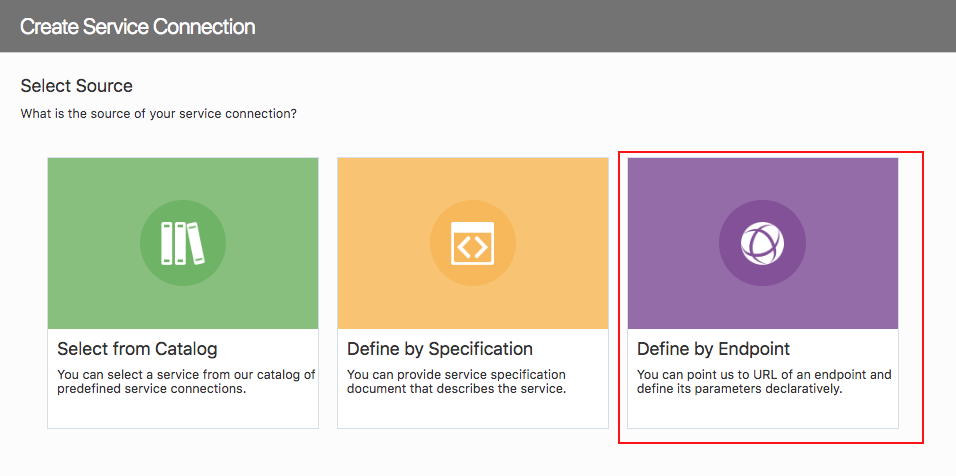 Create Service Connection
Select Source
What is the source of your service connection?
Select from Catalog
You can select a service from our catalog of
predefined service connections.
Define by Specification
You can provide service specification
document that describes the service.
Define by Endpoint
You can point us to URL of an endpoint and
define its parameters declaratively.